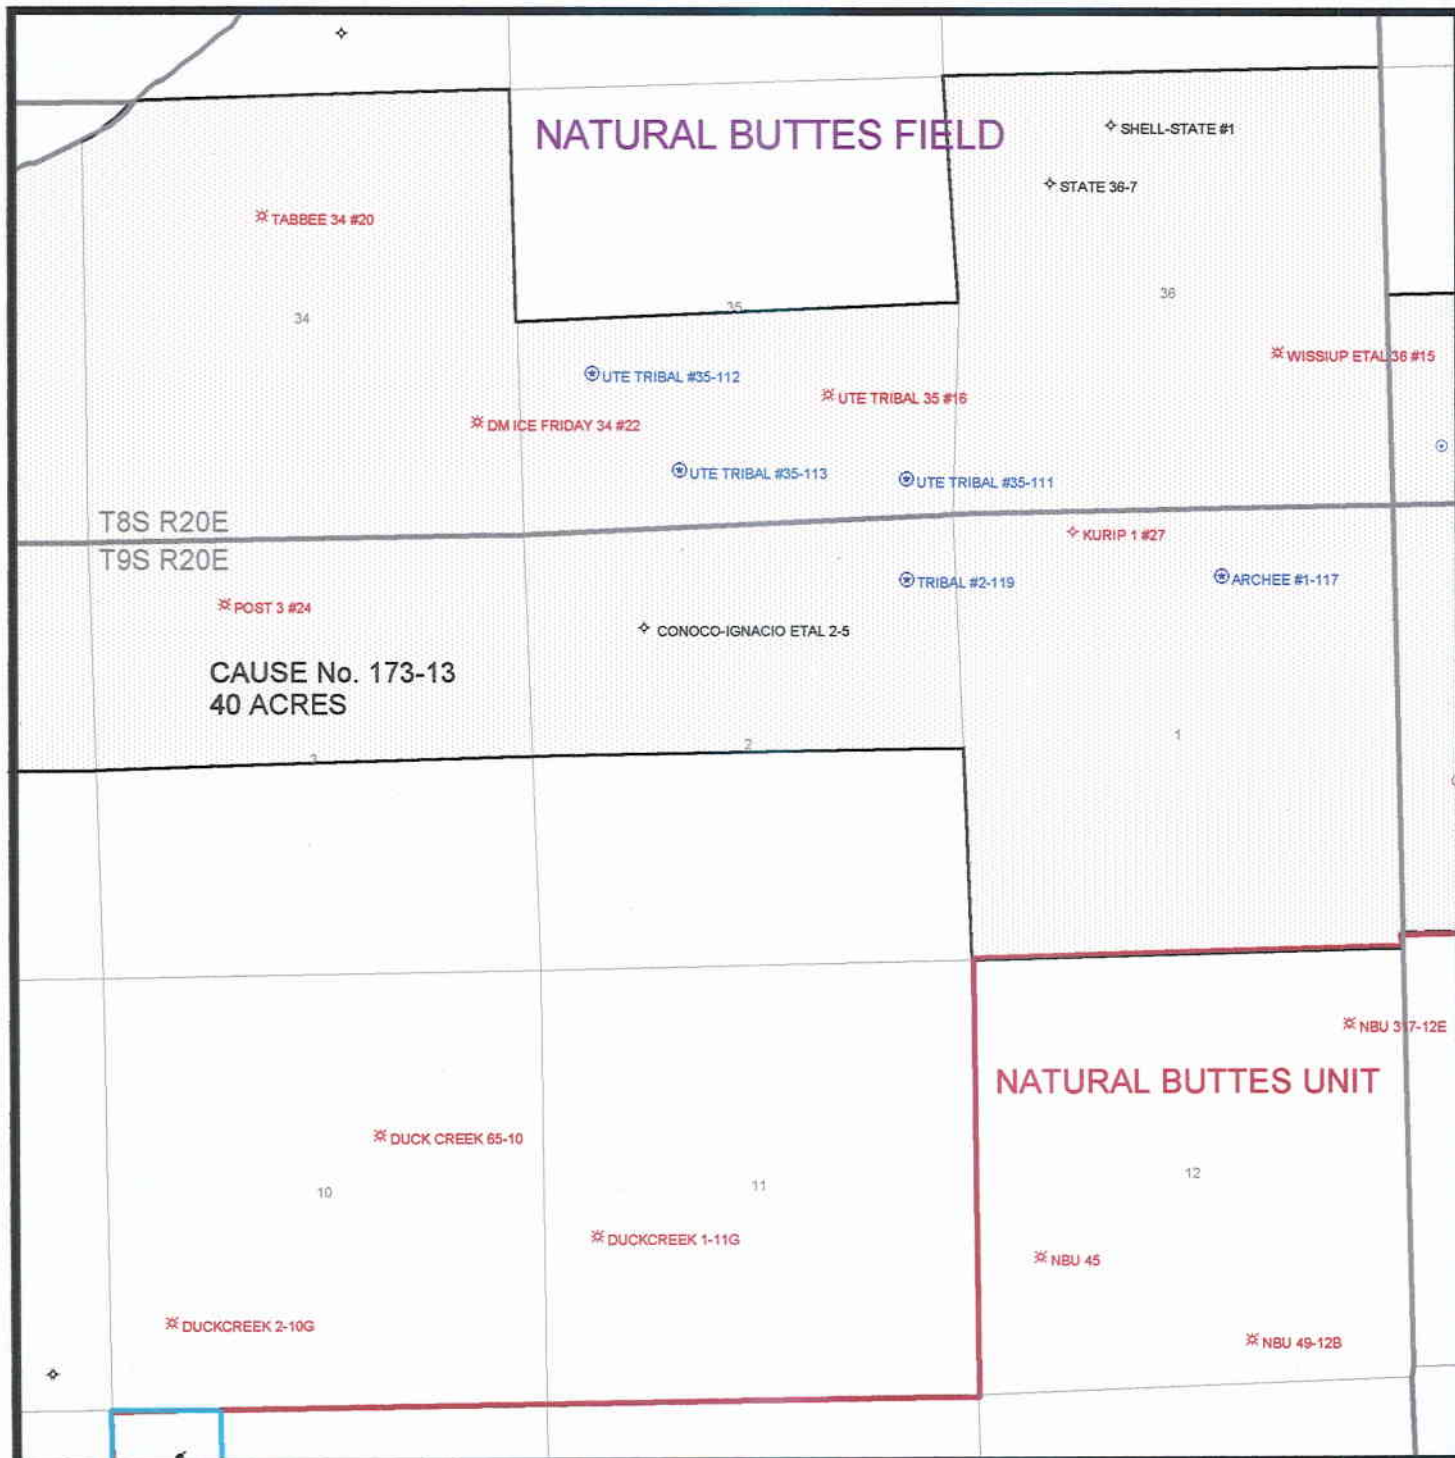 NATURAL BUTTES FIELD
SHELL-STATE #1
STATE 36-7
TABBEE 34 #20
34
35
36
WISSIUP ETAL 36 #15
UTE TRIBAL #35-112
UTE TRIBAL 35 #16
DM ICE FRIDAY 34 #22
UTE TRIBAL #35-113
UTE TRIBAL #35-111
T8S R20E
T9S R20E
KURIP 1 #27
TRIBAL #2-119
ARCHEE #1-117
POST 3 #24
CONOCO-IGNACIO ETAL 2-5
CAUSE No. 173-13
40 ACRES
3
2
1
NBU 317-12E
NATURAL BUTTES UNIT
DUCK CREEK 65-10
10
11
12
DUCKCREEK 1-11G
NBU 45
DUCKCREEK 2-10G
NBU 49-12B